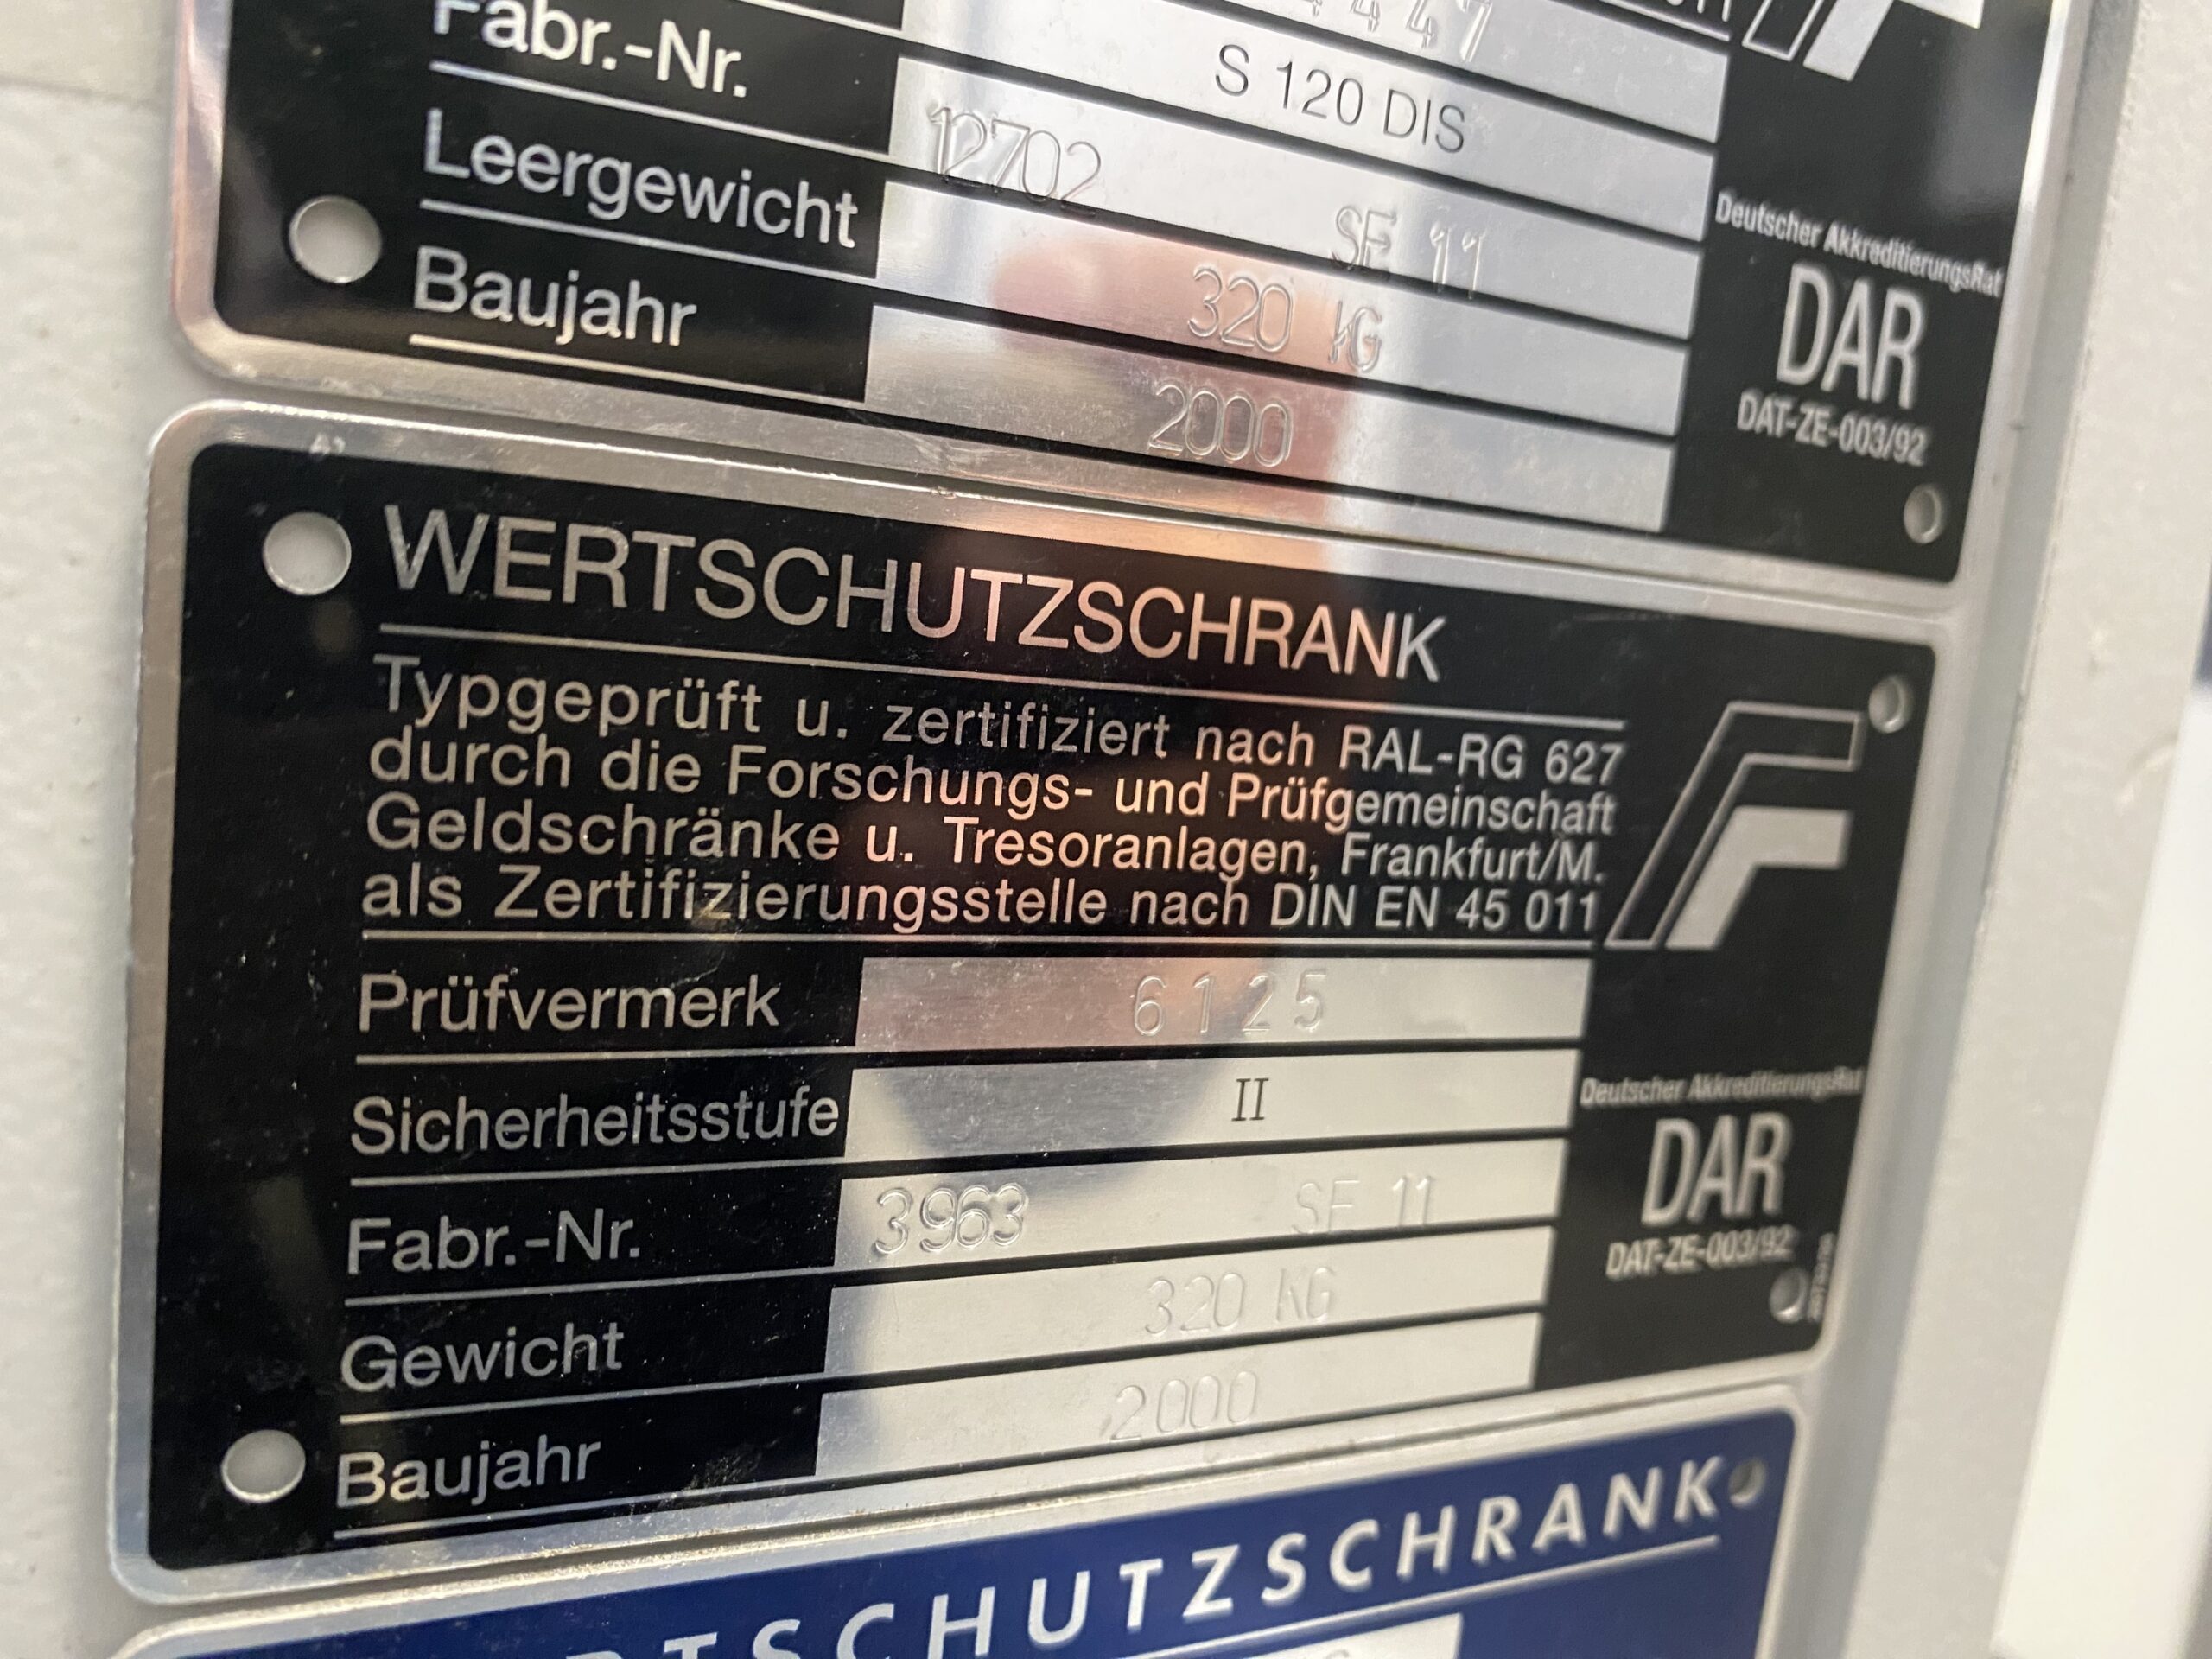 4447
Fabr.-Nr.
S 120 DIS
Leergewicht
12702 SE 11
Baujahr
320 KG
2000
Deutscher AkkreditierungsRat
DAR
DAT-ZE-003/92
WERTSCHUTZSCHRANK
Typgeprüft u. zertifiziert nach RAL-RG 627
durch die Forschungs- und Prüfgemeinschaft
Geldschränke u. Tresoranlagen, Frankfurt/M.
als Zertifizierungsstelle nach DIN EN 45 011
Prüfvermerk 6125
Sicherheitsstufe II
Fabr.-Nr. 3963 SE 11
Gewicht 320 KG
Baujahr 2000
Deutscher AkkreditierungsRat
DAR
DAT-ZE-003/92
RTSCHUTZSCHRANK